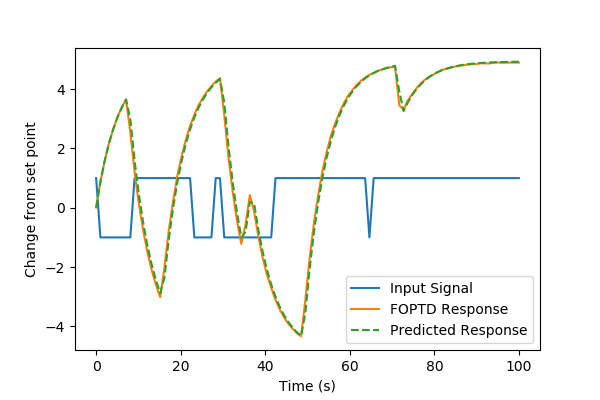 Change from set point
4
2
0
−2
−4
0
20
40
60
80
100
Time (s)
Input Signal
FOPTD Response
Predicted Response